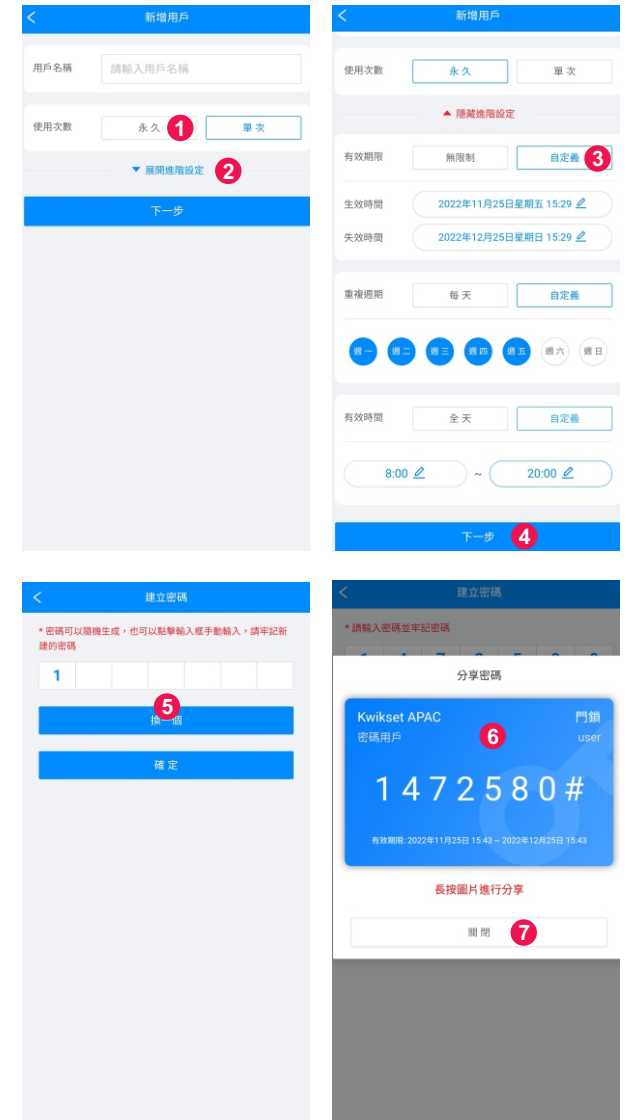 新增用戶
用戶名稱 請輸入用戶名稱
使用次數 永久 1 單次
展開進階設定 2
下一步
新增用戶
使用次數 永久 單次
隱藏進階設定
有效期限 無限制 自定義 3
生效時間 2022年11月25日星期五 15:29
失效時間 2022年12月25日星期日 15:29
重複週期 每天 自定義
週一 週二 週三 週四 週五 週六 週日
有效時間 全天 自定義
8:00 ~ 20:00
下一步 4
建立密碼
* 密碼可以隨機生成，也可以點擊輸入框手動輸入，請牢記新
建的密碼
1
5
換一個
確定
建立密碼
* 請輸入密碼並牢記密碼
分享密碼
Kwikset APAC 門鎖
密碼用戶 6 user
1472580#
有效期限: 2022年11月25日 15:43 ~ 2022年12月25日 15:43
長按圖片進行分享
關閉 7